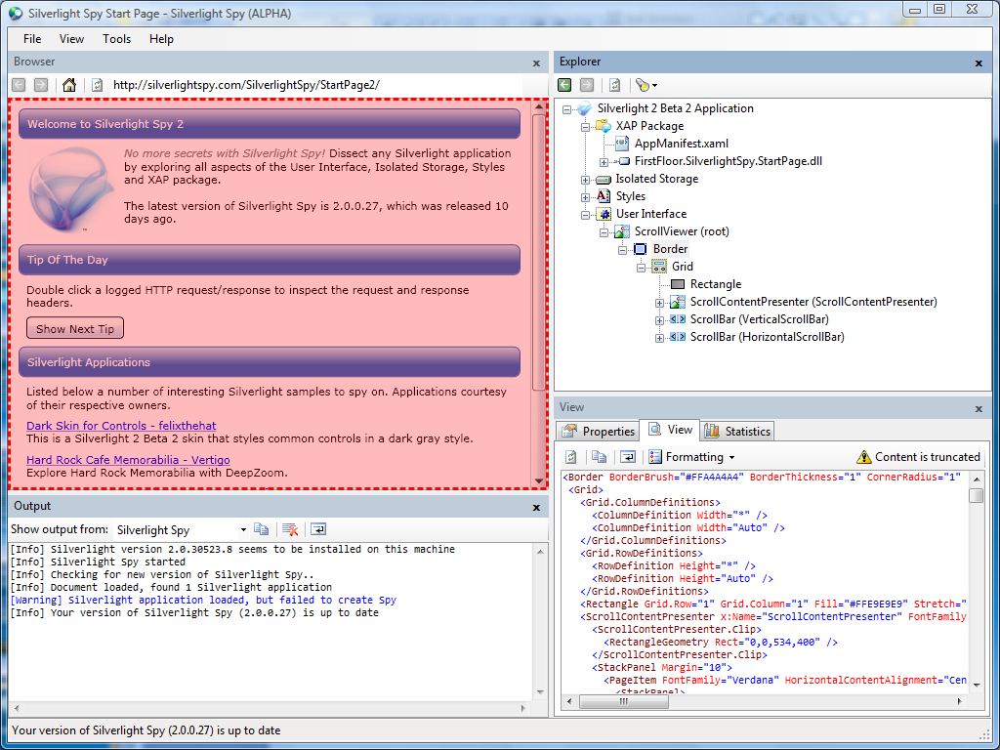 Silverlight Spy Start Page - Silverlight Spy (ALPHA)
File View Tools Help
Browser
http://silverlightspy.com/SilverlightSpy/StartPage2/
Welcome to Silverlight Spy 2
No more secrets with Silverlight Spy! Dissect any Silverlight application
by exploring all aspects of the User Interface, Isolated Storage, Styles
and XAP package.
The latest version of Silverlight Spy is 2.0.0.27, which was released 10
days ago.
Tip Of The Day
Double click a logged HTTP request/response to inspect the request and response
headers.
Show Next Tip
Silverlight Applications
Listed below a number of interesting Silverlight samples to spy on. Applications courtesy
of their respective owners.
Dark Skin for Controls - felixthehat
This is a Silverlight 2 Beta 2 skin that styles common controls in a dark gray style.
Hard Rock Cafe Memorabilia - Vertigo
Explore Hard Rock Memorabilia with DeepZoom.
Output
Show output from: Silverlight Spy
[Info] Silverlight version 2.0.30523.8 seems to be installed on this machine
[Info] Silverlight Spy started
[Info] Checking for new version of Silverlight Spy..
[Info] Document loaded, found 1 Silverlight application
[Warning] Silverlight application loaded, but failed to create Spy
[Info] Your version of Silverlight Spy (2.0.0.27) is up to date
Explorer
Silverlight 2 Beta 2 Application
XAP Package
AppManifest.xaml
FirstFloor.SilverlightSpy.StartPage.dll
Isolated Storage
Styles
User Interface
ScrollViewer (root)
Border
Grid
Rectangle
ScrollContentPresenter (ScrollContentPresenter)
ScrollBar (VerticalScrollBar)
ScrollBar (HorizontalScrollBar)
View
Properties View Statistics
Formatting Content is truncated
<Border BorderBrush="#FFA4A4A4" BorderThickness="1" CornerRadius="1"
<Grid>
<Grid.ColumnDefinitions>
<ColumnDefinition Width="*" />
<ColumnDefinition Width="Auto" />
</Grid.ColumnDefinitions>
<Grid.RowDefinitions>
<RowDefinition Height="*" />
<RowDefinition Height="Auto" />
</Grid.RowDefinitions>
<Rectangle Grid.Row="1" Grid.Column="1" Fill="#FFE9E9E9" Stretch="
<ScrollContentPresenter x:Name="ScrollContentPresenter" FontFamily
<ScrollContentPresenter.Clip>
<RectangleGeometry Rect="0,0,534,400" />
</ScrollContentPresenter.Clip>
<StackPanel Margin="10">
<PageItem FontFamily="Verdana" HorizontalContentAlignment="Cen
<StackPanel>
Your version of Silverlight Spy (2.0.0.27) is up to date